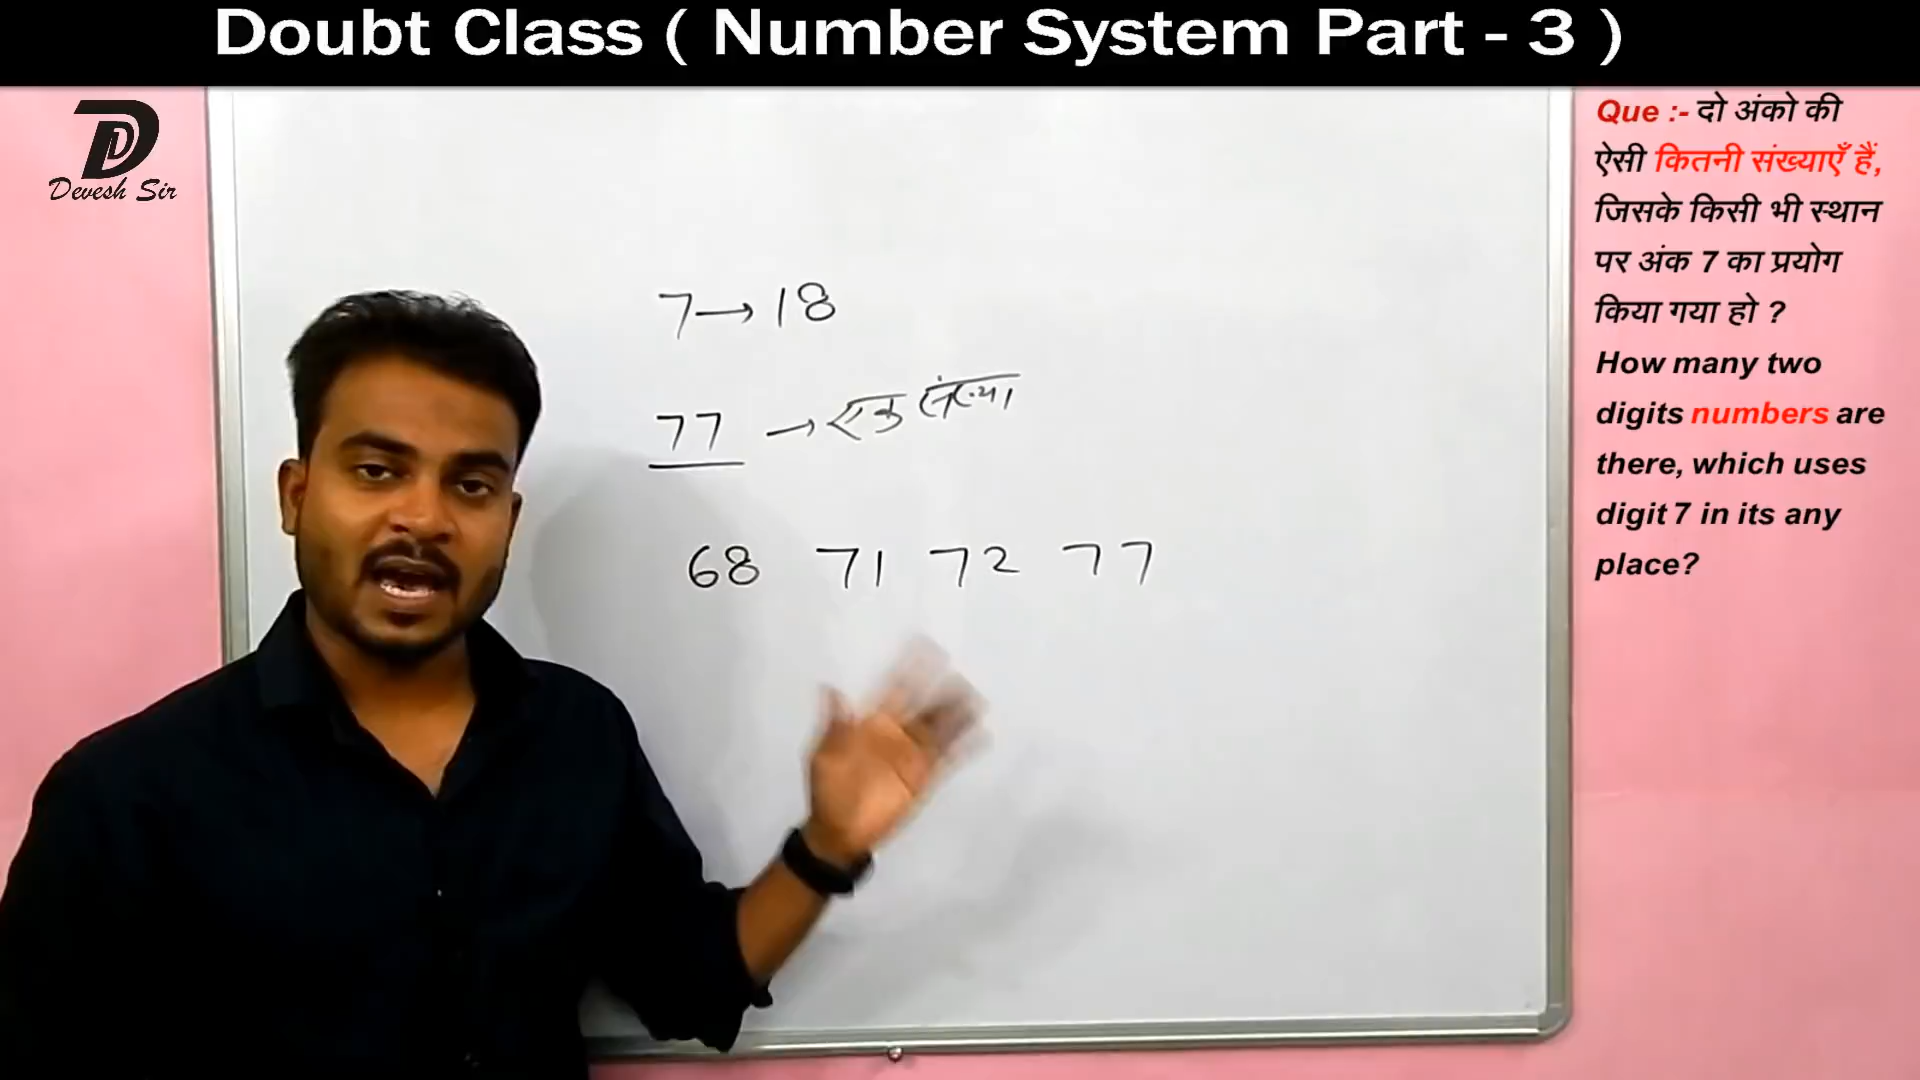 Doubt Class ( Number System Part - 3 )
D
Devesh Sir
7→18
77 → एक संख्या
68 71 72 77
Que :- दो अंको की
ऐसी कितनी संख्याएँ हैं,
जिसके किसी भी स्थान
पर अंक 7 का प्रयोग
किया गया हो ?
How many two
digits numbers are
there, which uses
digit 7 in its any
place?